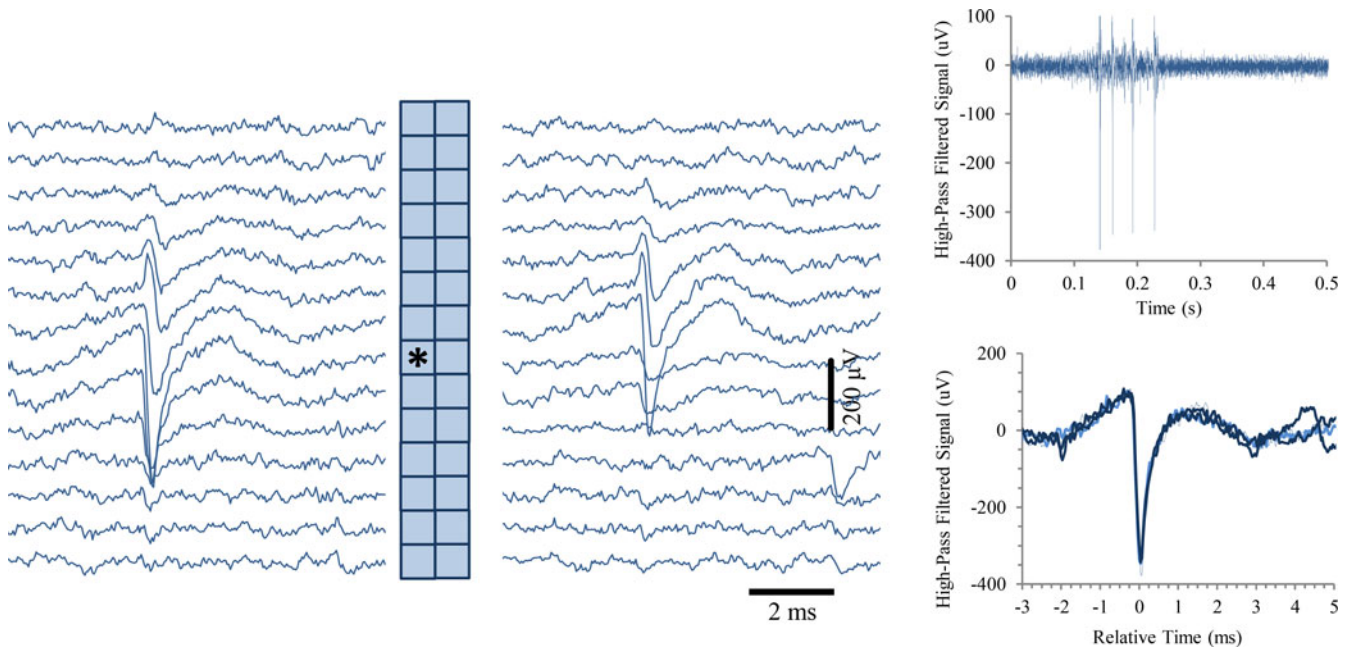 *
200 μV
2 ms
High-Pass Filtered Signal (uV)
100
0
-100
-200
-300
-400
0 0.1 0.2 0.3 0.4 0.5
Time (s)
High-Pass Filtered Signal (uV)
200
0
-200
-400
-3 -2 -1 0 1 2 3 4 5
Relative Time (ms)